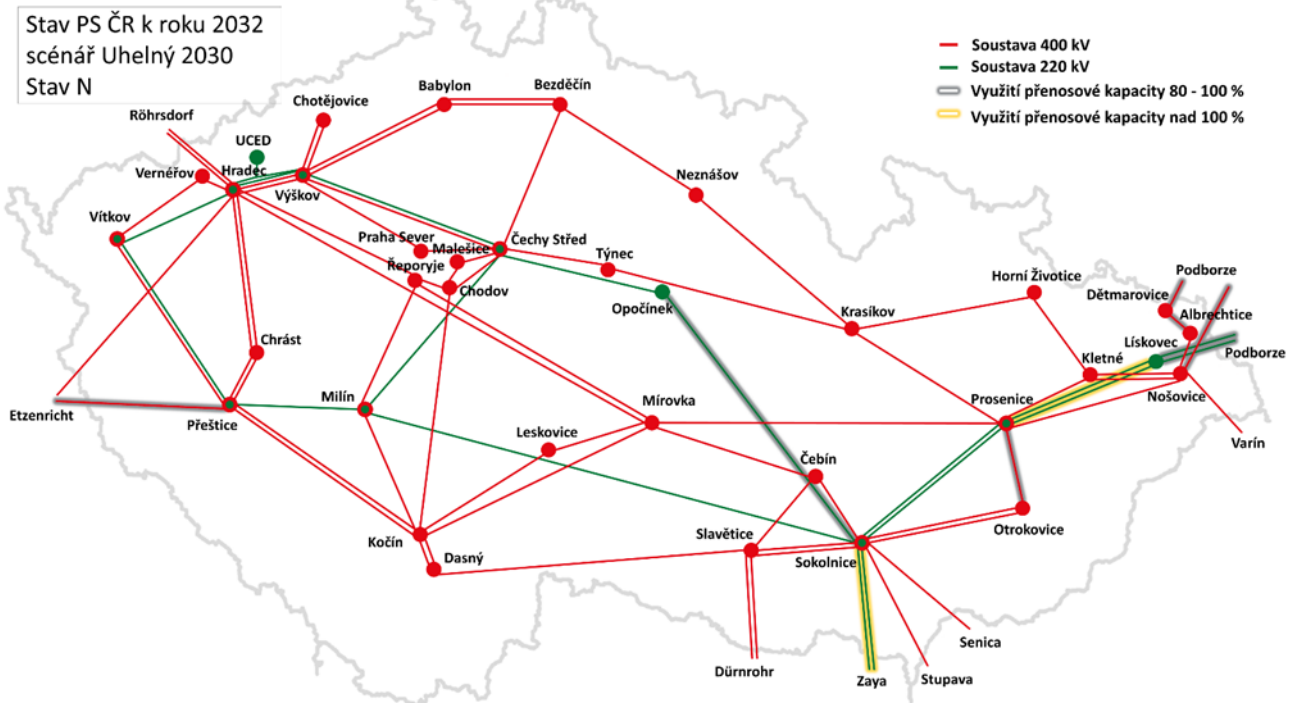 Stav PS ČR k roku 2032
scénář Uhelný 2030
Stav N
Soustava 400 kV
Soustava 220 kV
Využití přenosové kapacity 80 - 100 %
Využití přenosové kapacity nad 100 %
Babylon
Bezděčín
Chotějovice
Röhrsdorf
UCED
Vernéřov
Hradec
Výškov
Neznášov
Vítkov
Praha Sever
Malešice
Čechy Střed
Týnec
Řeporyje
Chodov
Opočínek
Horní Životice
Podborze
Dětmarovice
Albrechtice
Krasíkov
Lískovec
Podborze
Chrást
Kletné
Nošovice
Etzenricht
Přeštice
Milín
Mírovka
Prosenice
Varín
Leskovice
Čebín
Kočín
Dasný
Slavětice
Sokolnice
Otrokovice
Senica
Dürnrohr
Zaya
Stupava